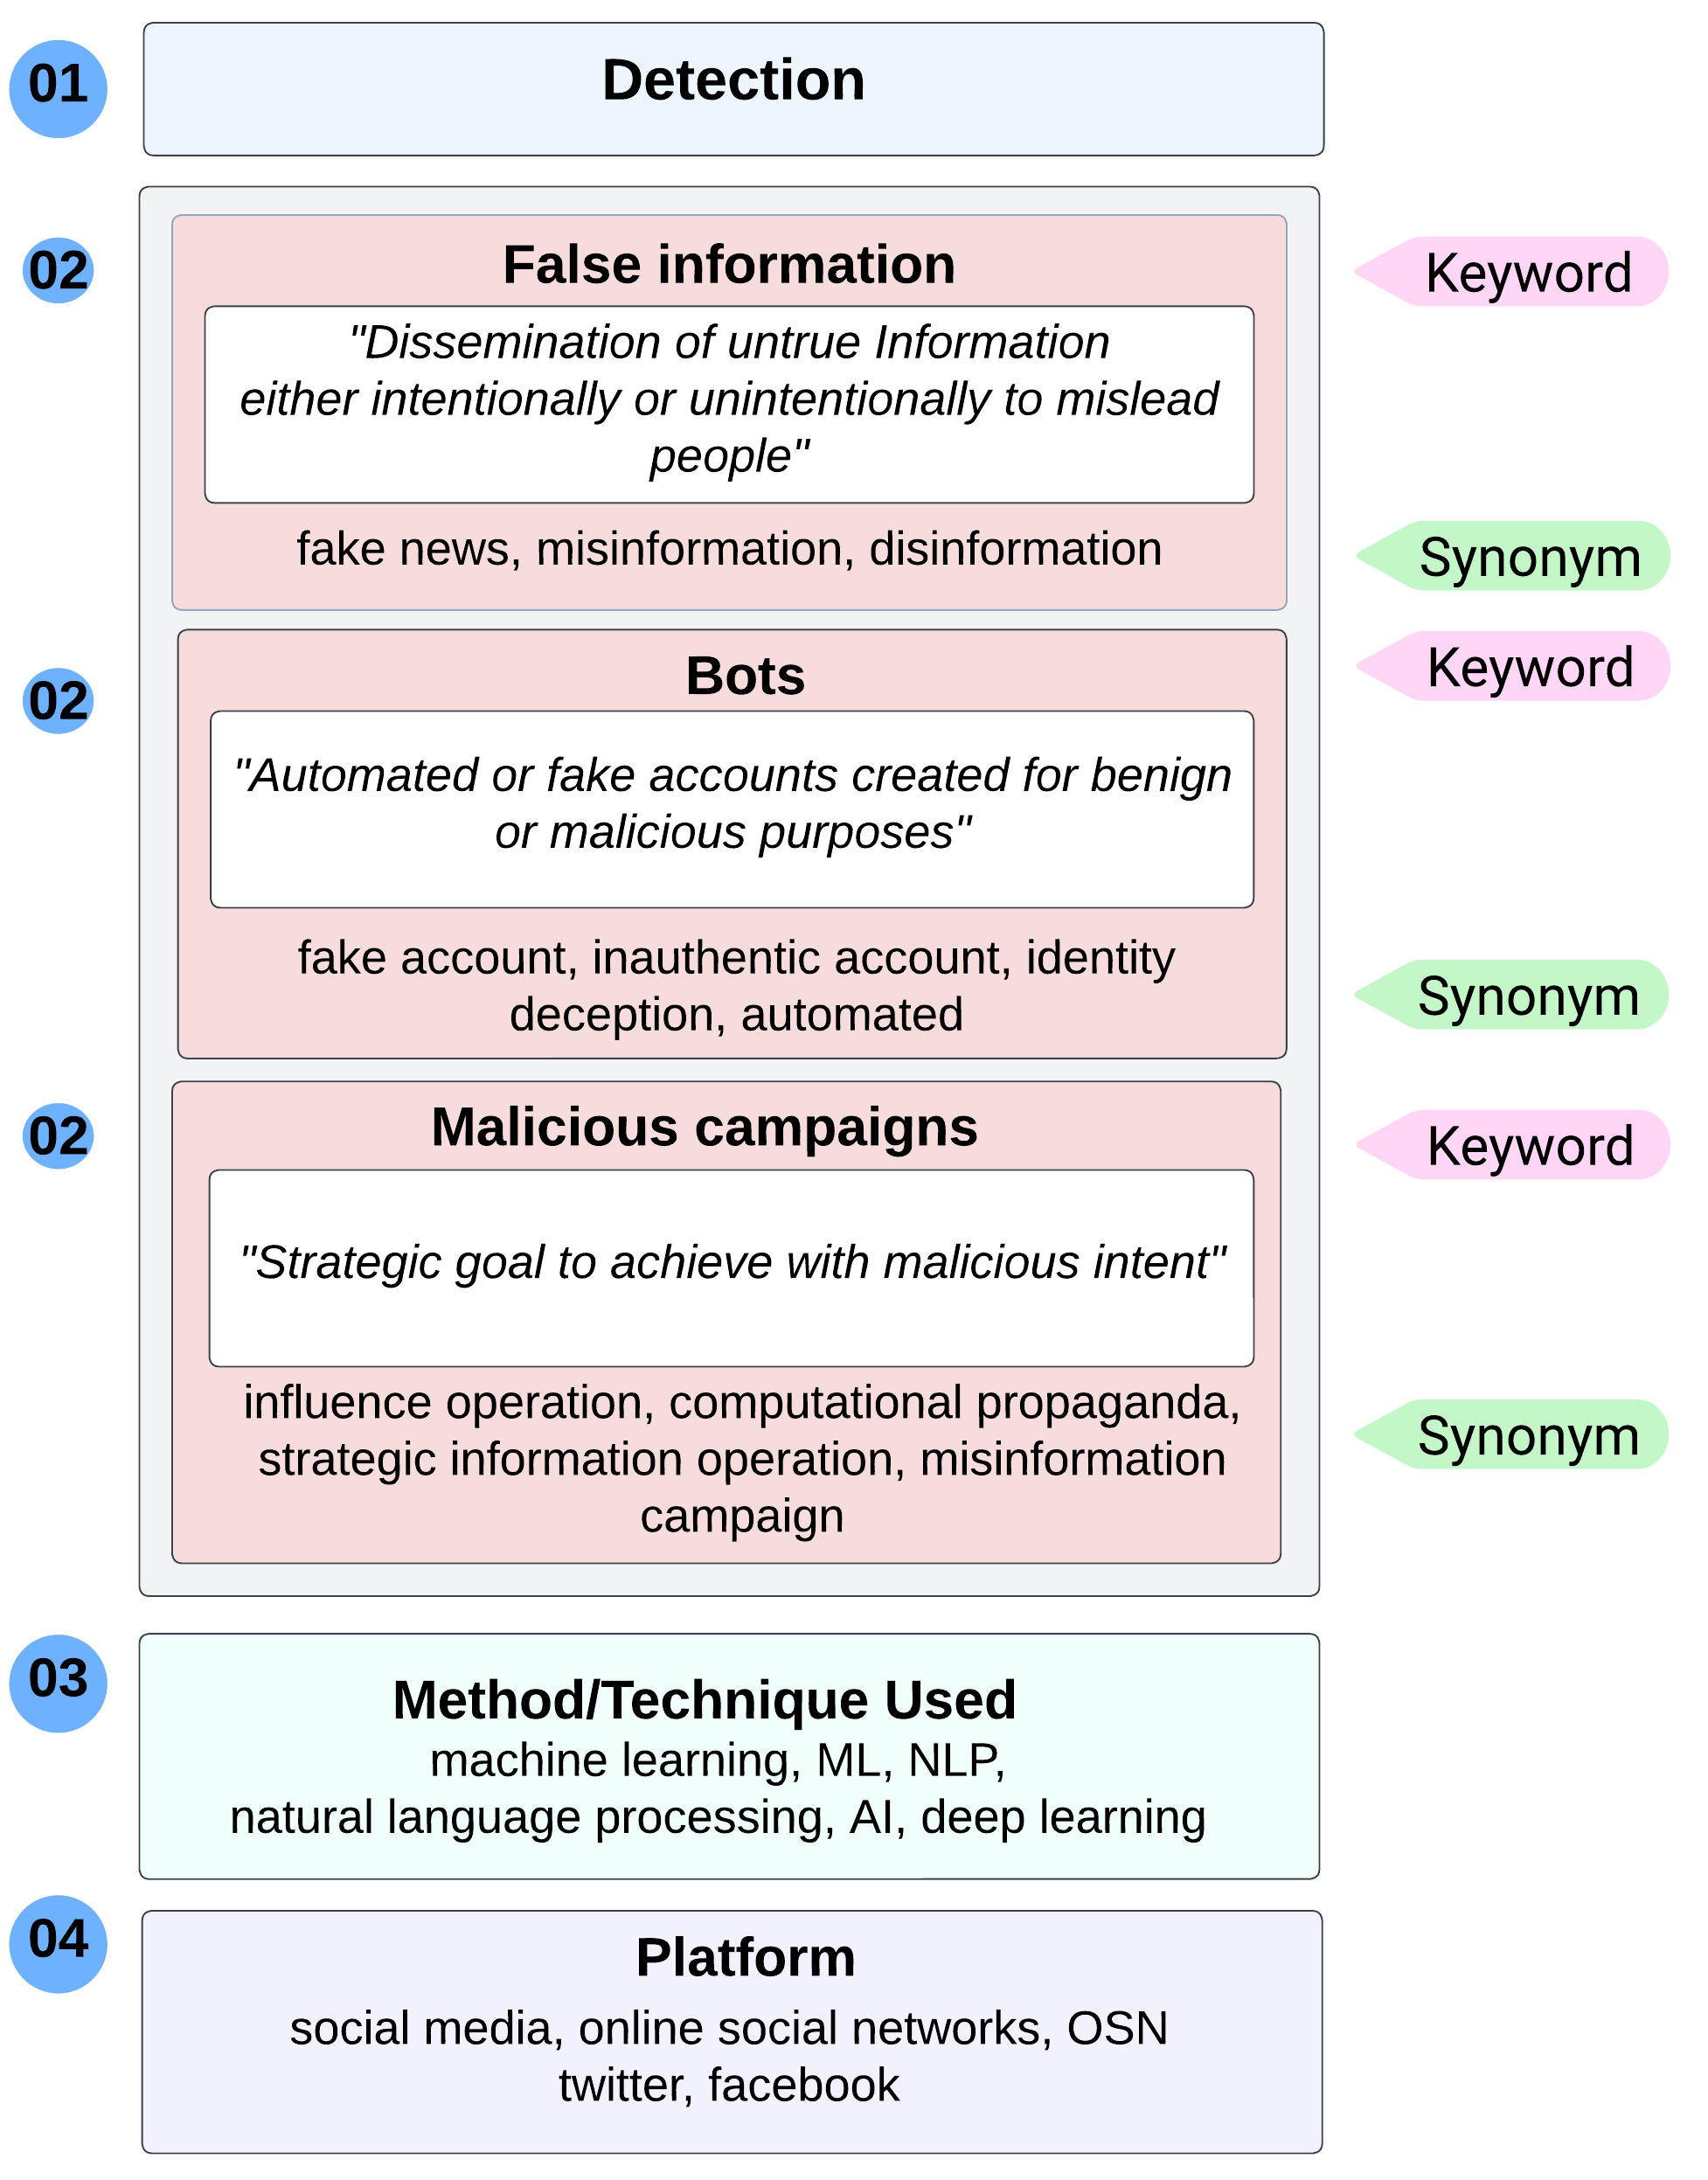 01
Detection
02
False information
Keyword
"Dissemination of untrue Information
either intentionally or unintentionally to mislead
people"
fake news, misinformation, disinformation
Synonym
02
Bots
Keyword
"Automated or fake accounts created for benign
or malicious purposes"
fake account, inauthentic account, identity
deception, automated
Synonym
02
Malicious campaigns
Keyword
"Strategic goal to achieve with malicious intent"
influence operation, computational propaganda,
strategic information operation, misinformation
campaign
Synonym
03
Method/Technique Used
machine learning, ML, NLP,
natural language processing, AI, deep learning
04
Platform
social media, online social networks, OSN
twitter, facebook